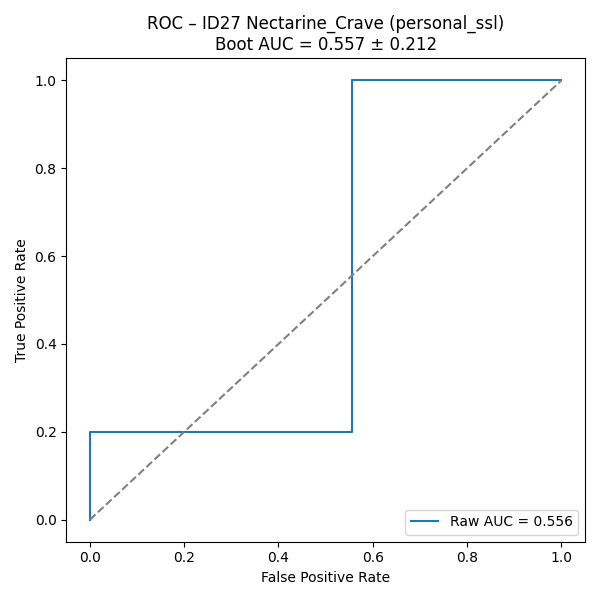 ROC – ID27 Nectarine_Crave (personal_ssl)
Boot AUC = 0.557 ± 0.212
True Positive Rate
1.0
0.8
0.6
0.4
0.2
0.0
Raw AUC = 0.556
0.0 0.2 0.4 0.6 0.8 1.0
False Positive Rate